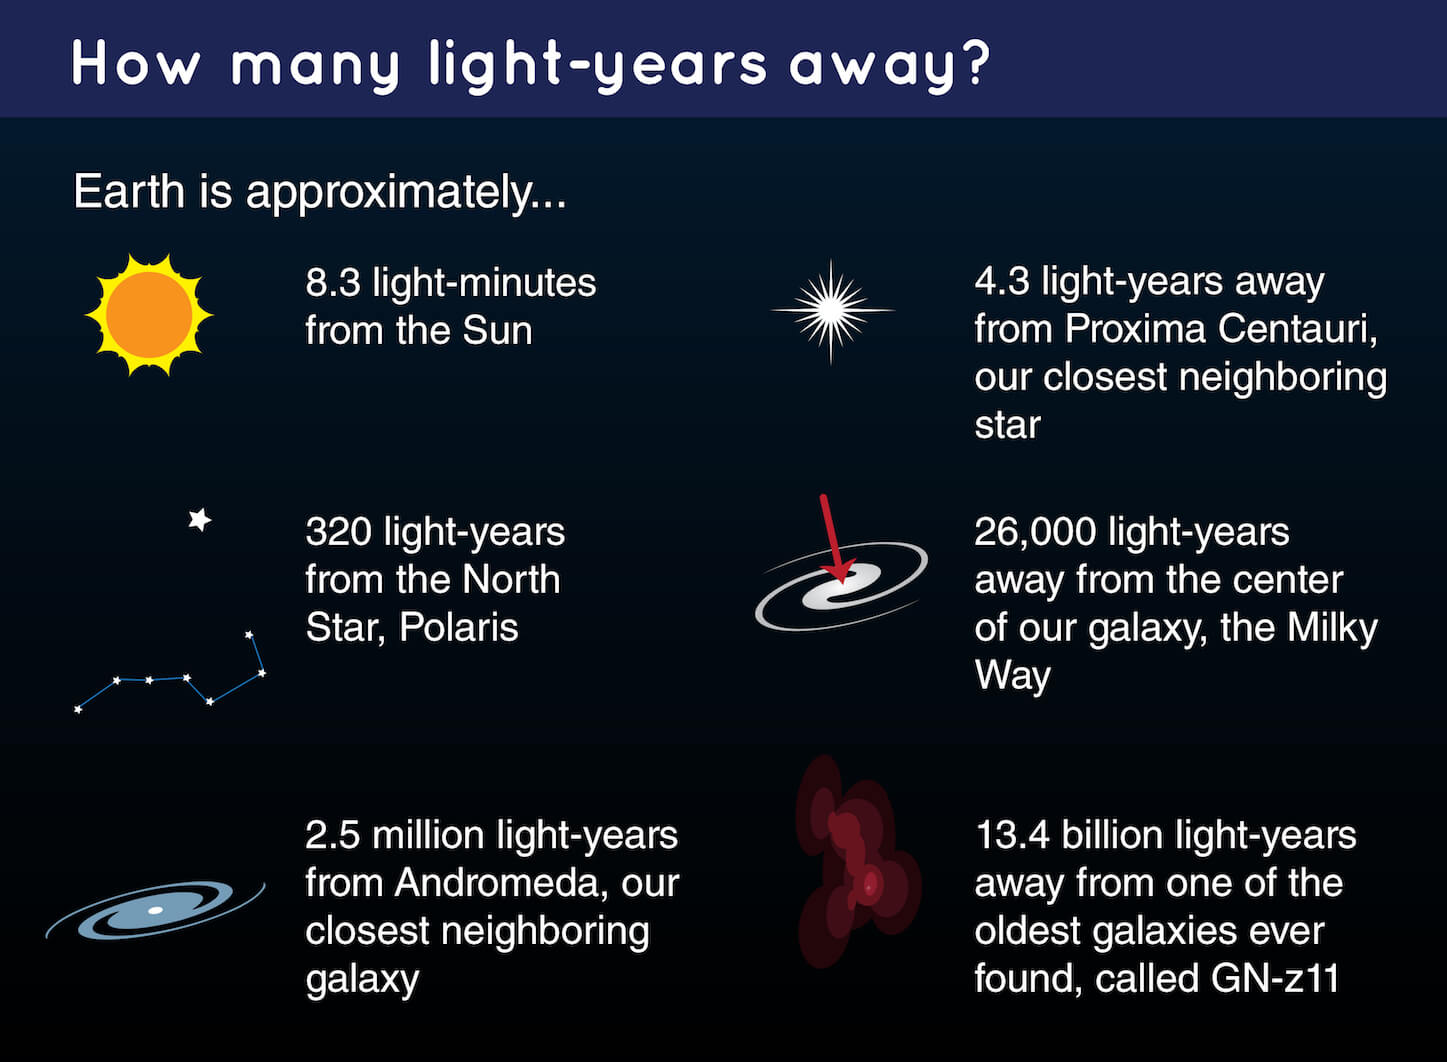 How many light-years away?
Earth is approximately...
8.3 light-minutes
from the Sun
4.3 light-years away
from Proxima Centauri,
our closest neighboring
star
320 light-years
from the North
Star, Polaris
26,000 light-years
away from the center
of our galaxy, the Milky
Way
2.5 million light-years
from Andromeda, our
closest neighboring
galaxy
13.4 billion light-years
away from one of the
oldest galaxies ever
found, called GN-z11